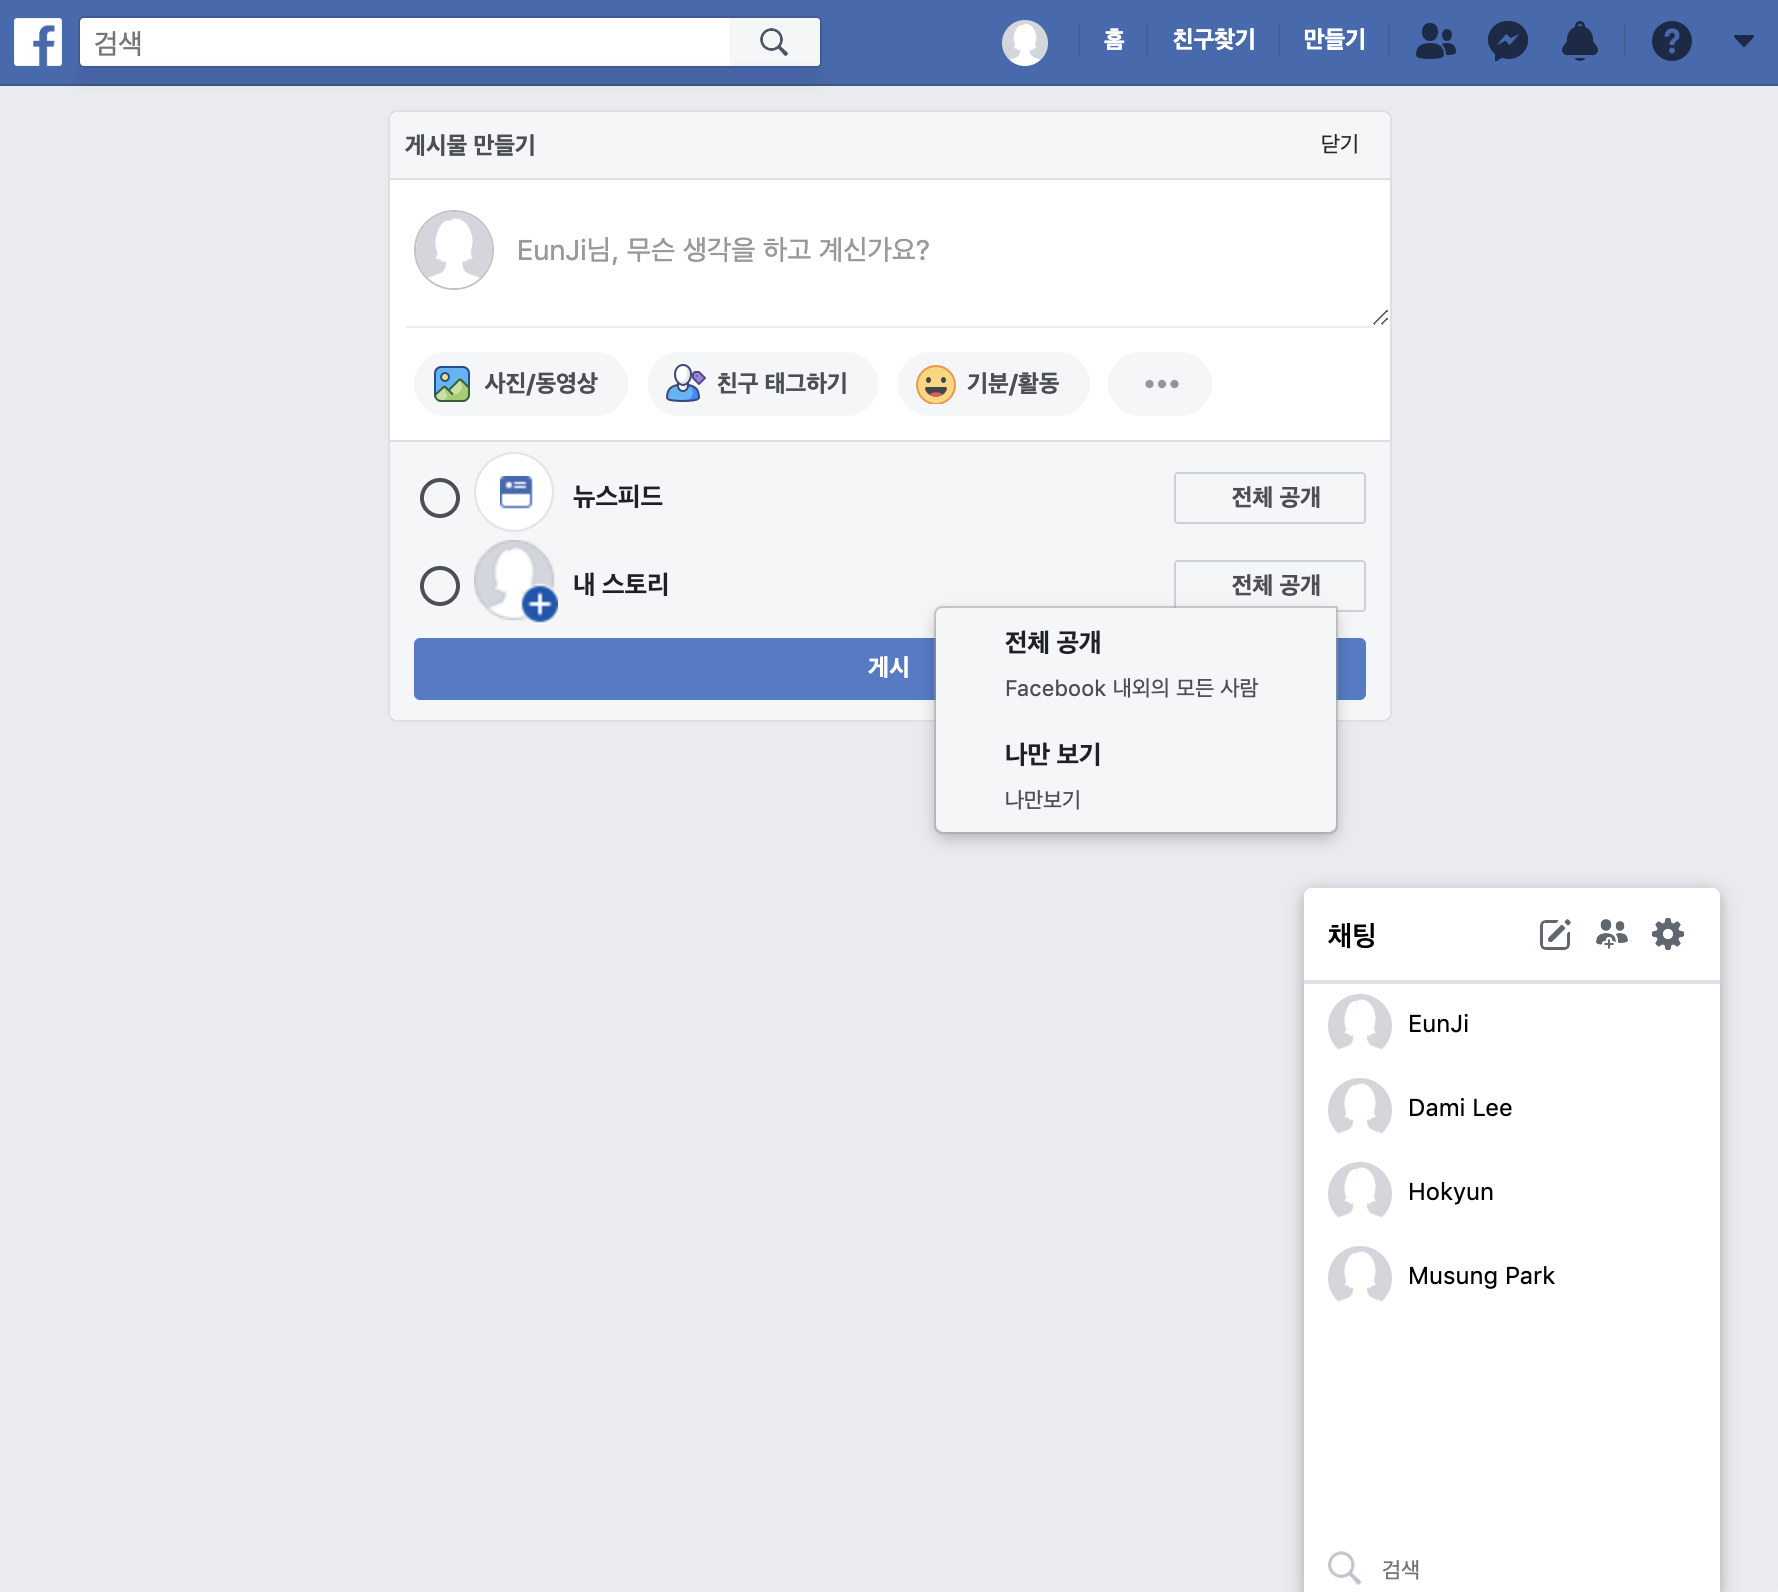 검색
홈
친구찾기
만들기
게시물 만들기
닫기
EunJi님, 무슨 생각을 하고 계신가요?
사진/동영상
친구 태그하기
기분/활동
뉴스피드
전체 공개
내 스토리
전체 공개
게시
전체 공개
Facebook 내외의 모든 사람
나만 보기
나만보기
채팅
EunJi
Dami Lee
Hokyun
Musung Park
검색